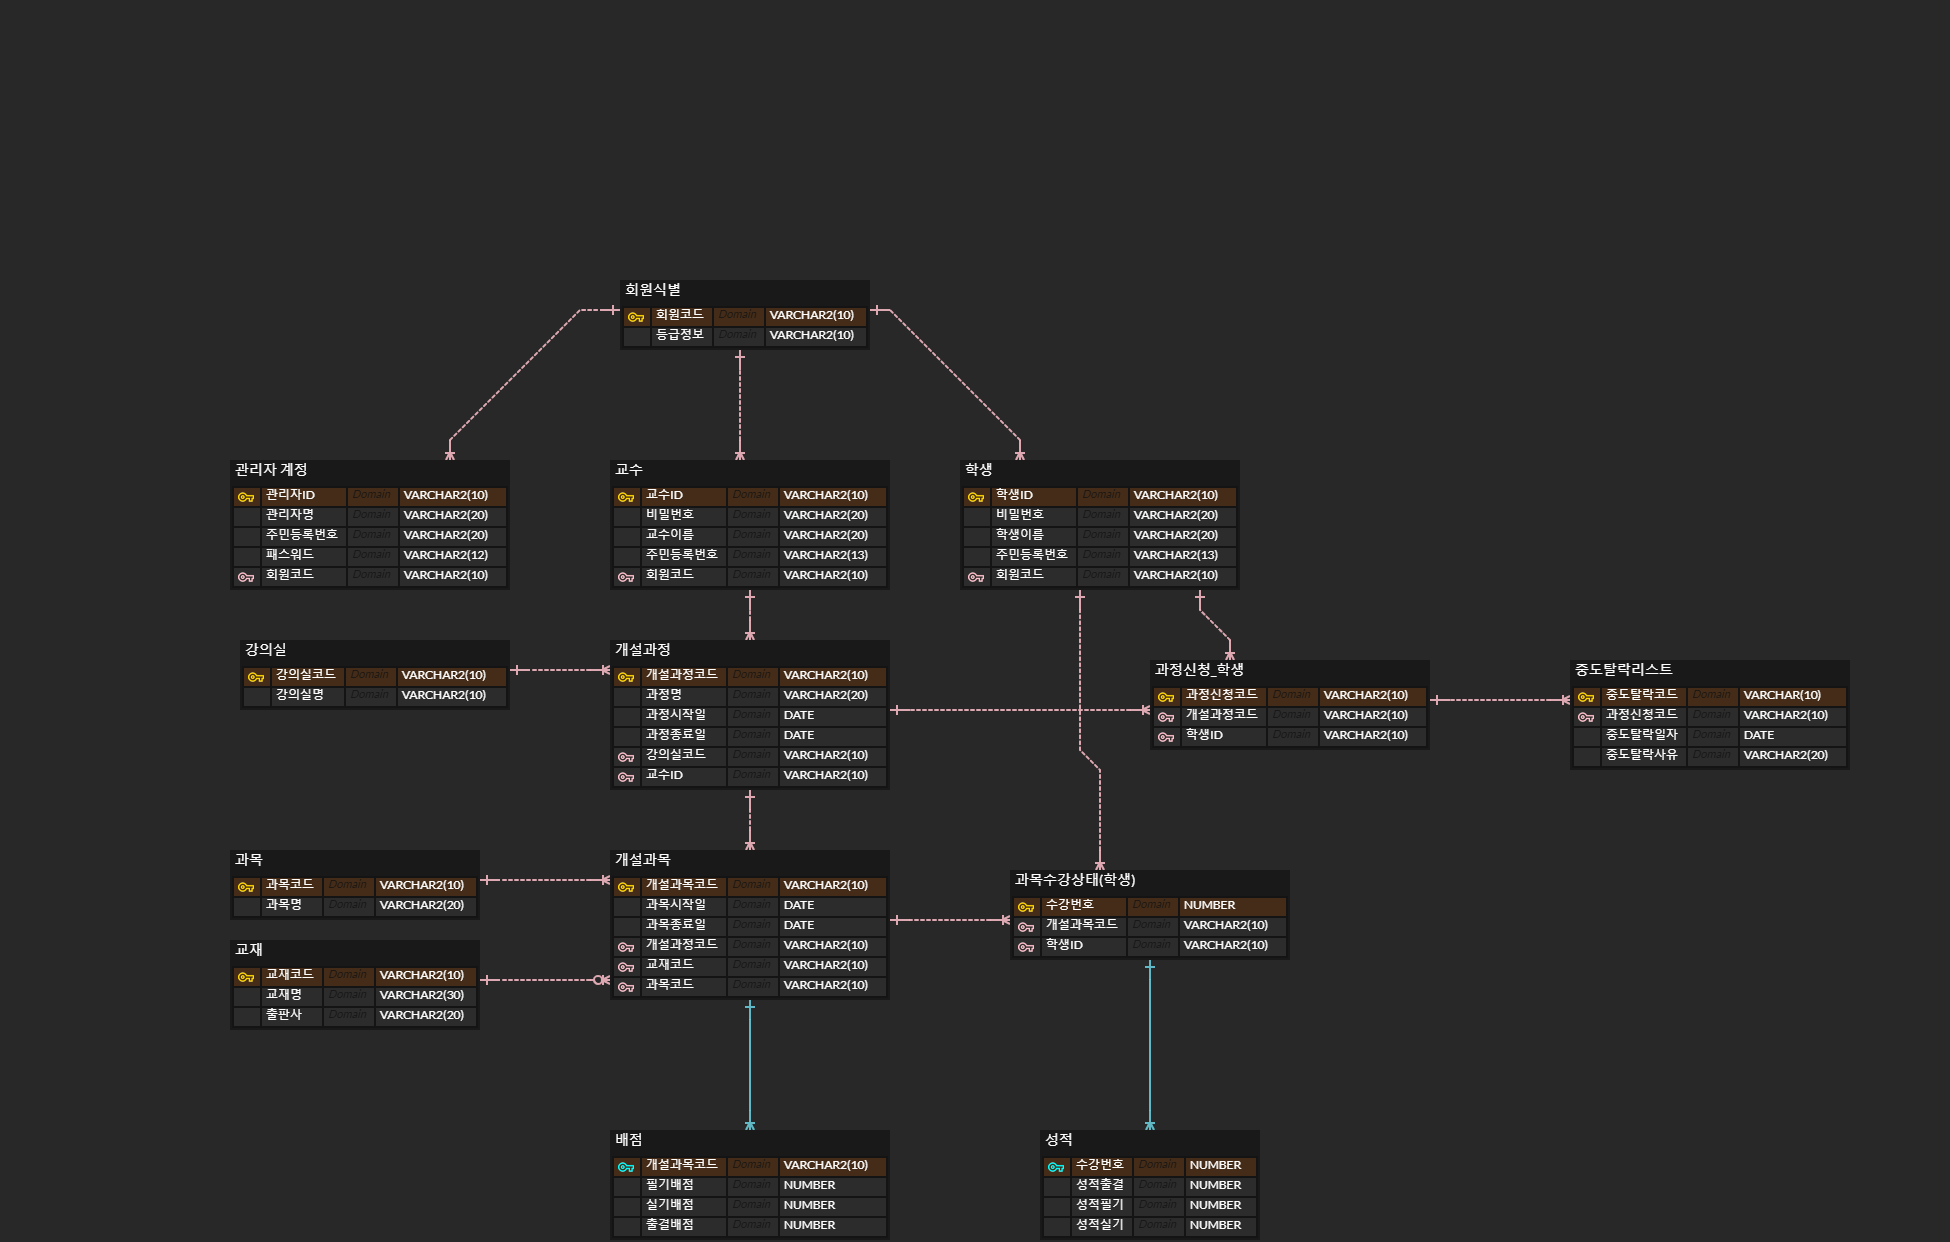 회원식별
회원코드 Domain VARCHAR2(10)
등급정보 Domain VARCHAR2(10)
관리자 계정
관리자ID Domain VARCHAR2(10)
관리자명 Domain VARCHAR2(20)
주민등록번호 Domain VARCHAR2(20)
패스워드 Domain VARCHAR2(12)
회원코드 Domain VARCHAR2(10)
교수
교수ID Domain VARCHAR2(10)
비밀번호 Domain VARCHAR2(20)
교수이름 Domain VARCHAR2(20)
주민등록번호 Domain VARCHAR2(13)
회원코드 Domain VARCHAR2(10)
학생
학생ID Domain VARCHAR2(10)
비밀번호 Domain VARCHAR2(20)
학생이름 Domain VARCHAR2(20)
주민등록번호 Domain VARCHAR2(13)
회원코드 Domain VARCHAR2(10)
강의실
강의실코드 Domain VARCHAR2(10)
강의실명 Domain VARCHAR2(10)
개설과정
개설과정코드 Domain VARCHAR2(10)
과정명 Domain VARCHAR2(20)
과정시작일 Domain DATE
과정종료일 Domain DATE
강의실코드 Domain VARCHAR2(10)
교수ID Domain VARCHAR2(10)
과정신청_학생
과정신청코드 Domain VARCHAR2(10)
개설과정코드 Domain VARCHAR2(10)
학생ID Domain VARCHAR2(10)
중도탈락리스트
중도탈락코드 Domain VARCHAR(10)
과정신청코드 Domain VARCHAR2(10)
중도탈락일자 Domain DATE
중도탈락사유 Domain VARCHAR2(20)
과목
과목코드 Domain VARCHAR2(10)
과목명 Domain VARCHAR2(20)
개설과목
개설과목코드 Domain VARCHAR2(10)
과목시작일 Domain DATE
과목종료일 Domain DATE
개설과정코드 Domain VARCHAR2(10)
교재코드 Domain VARCHAR2(10)
과목코드 Domain VARCHAR2(10)
과목수강상태(학생)
수강번호 Domain NUMBER
개설과목코드 Domain VARCHAR2(10)
학생ID Domain VARCHAR2(10)
교재
교재코드 Domain VARCHAR2(10)
교재명 Domain VARCHAR2(30)
출판사 Domain VARCHAR2(20)
배점
개설과목코드 Domain VARCHAR2(10)
필기배점 Domain NUMBER
실기배점 Domain NUMBER
출결배점 Domain NUMBER
성적
수강번호 Domain NUMBER
성적출결 Domain NUMBER
성적필기 Domain NUMBER
성적실기 Domain NUMBER